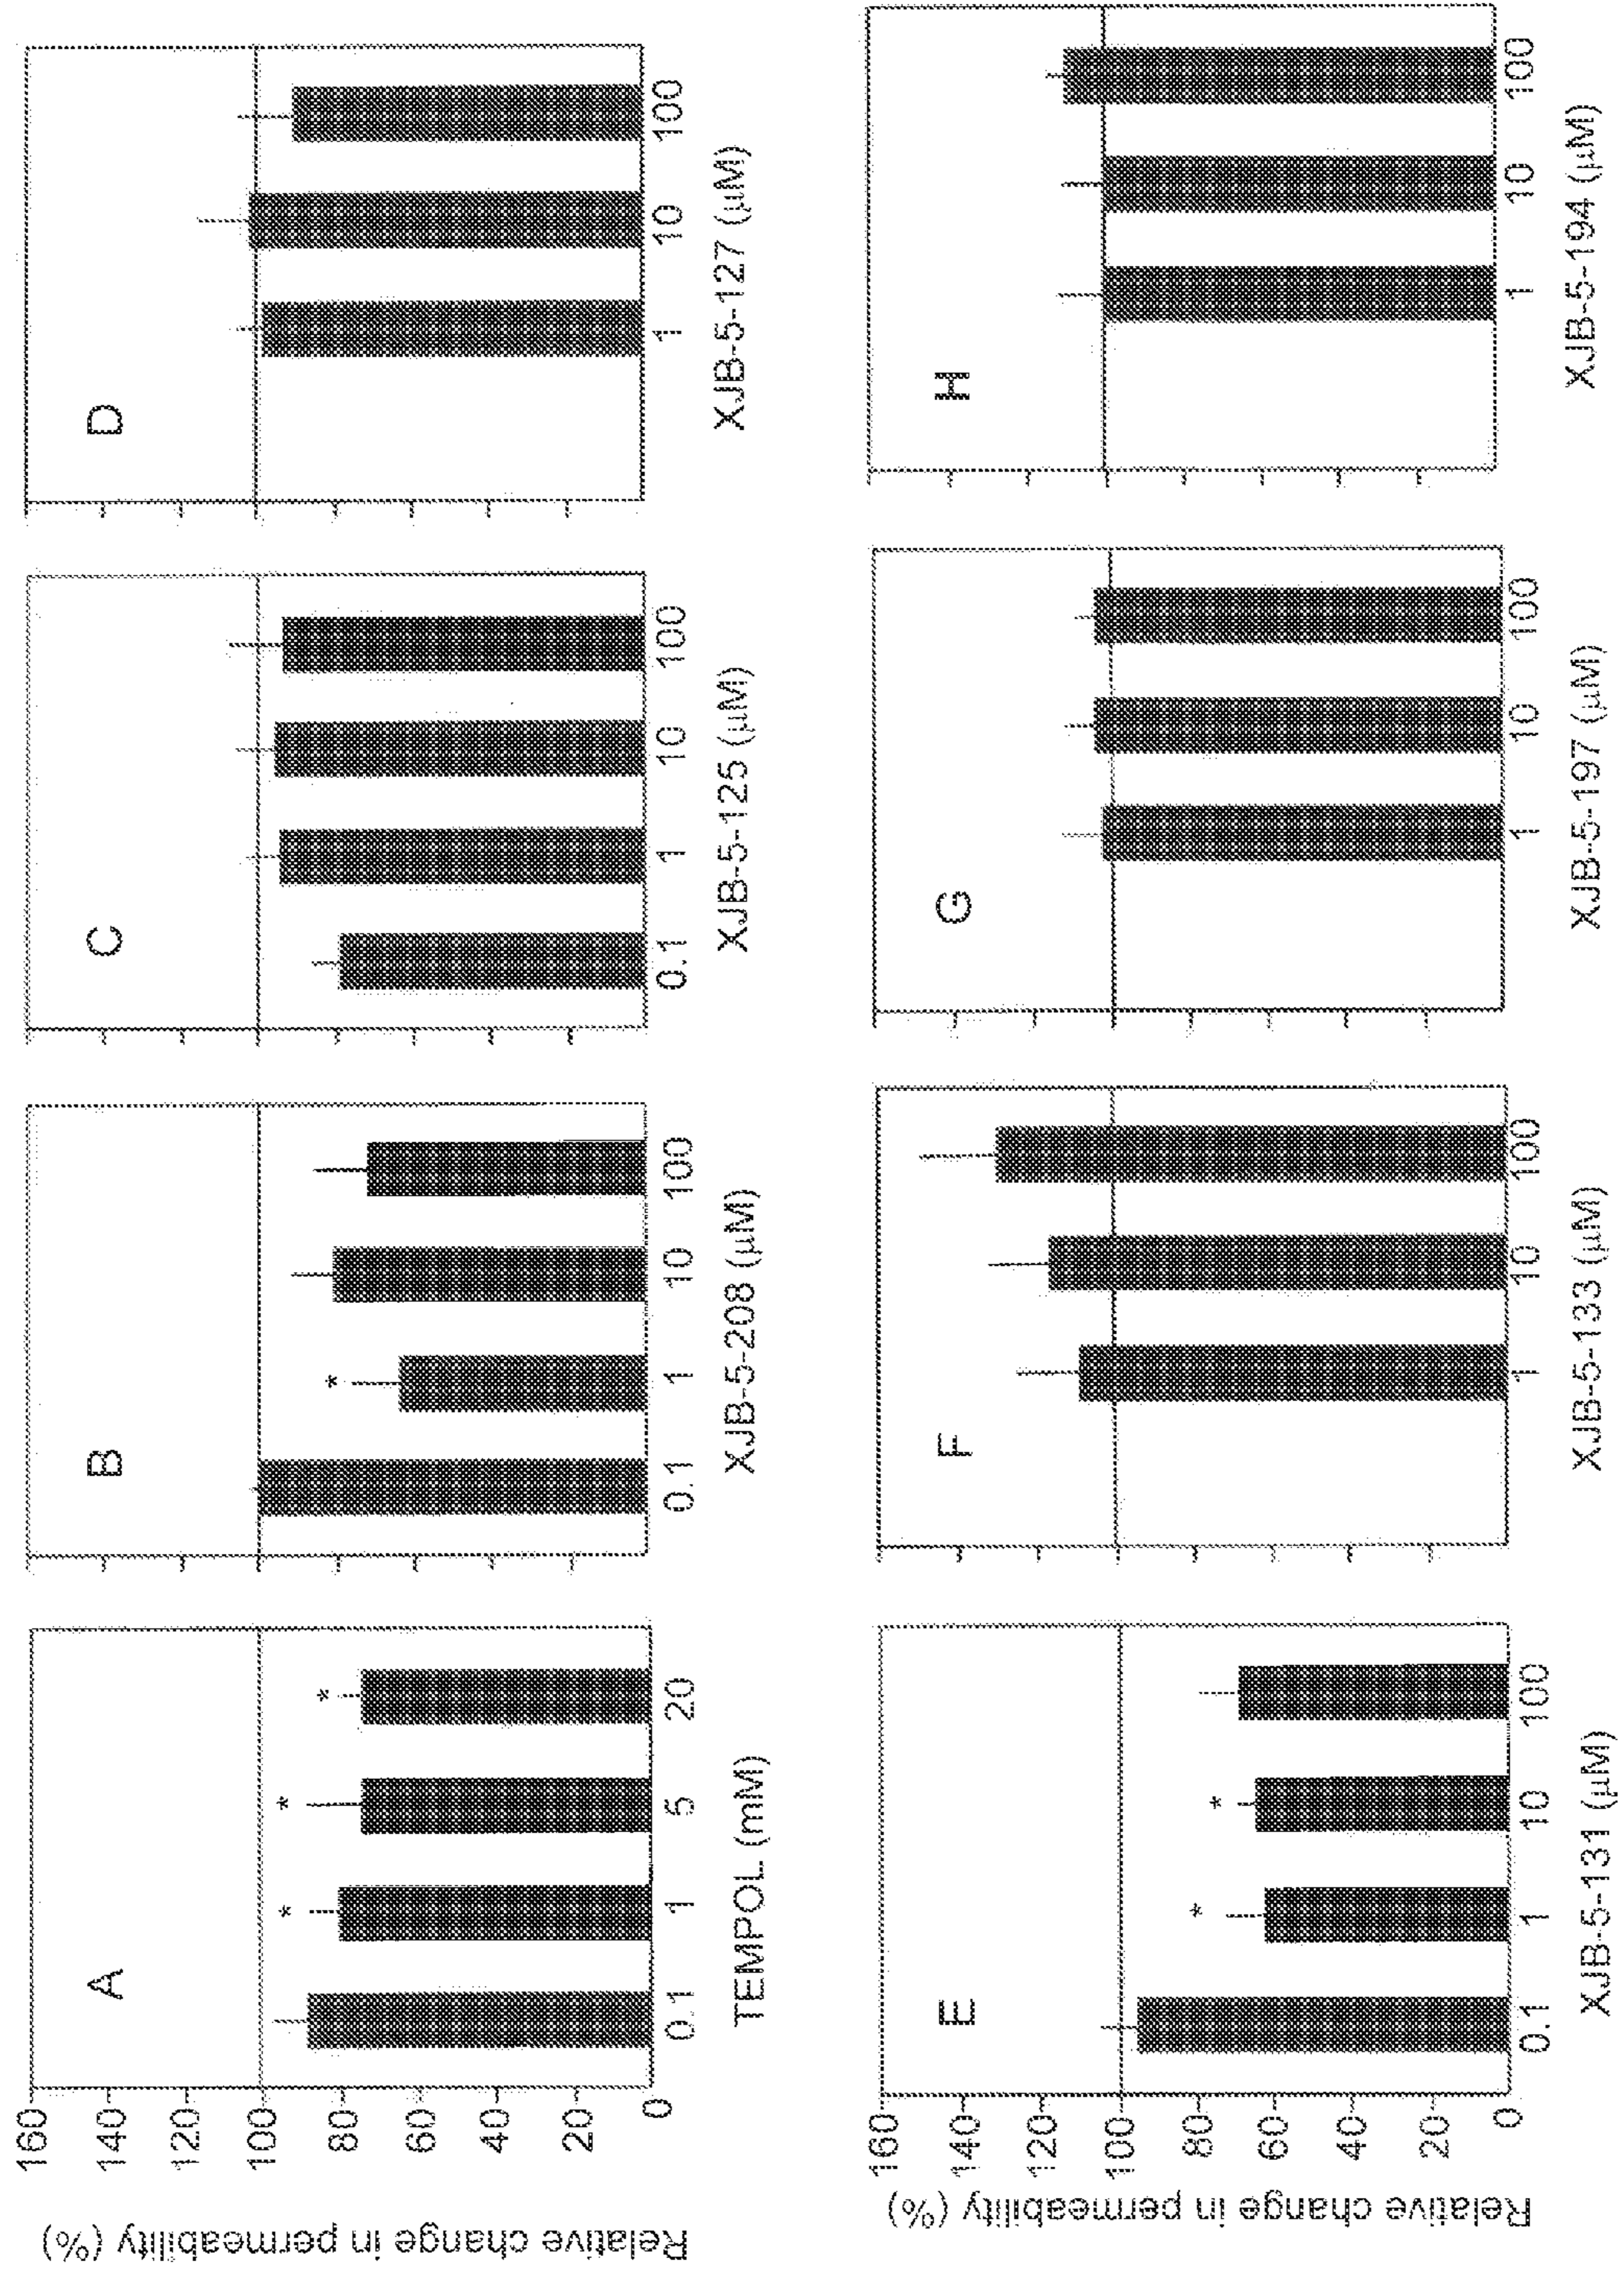 Relative change in permeability (%)
160
140
120
100
80
60
40
20
0
A
*
*
*
0.1 1 5 20
TEMPOL (mM)
B
*
0.1 1 10 100
XJB-5-208 (µM)
C
0.1 1 10 100
XJB-5-125 (µM)
D
1 10 100
XJB-5-127 (µM)
Relative change in permeability (%)
160
140
120
100
80
60
40
20
0
E
*
*
0.1 1 10 100
XJB-5-131 (µM)
F
1 10 100
XJB-5-133 (µM)
G
1 10 100
XJB-5-197 (µM)
H
1 10 100
XJB-5-194 (µM)